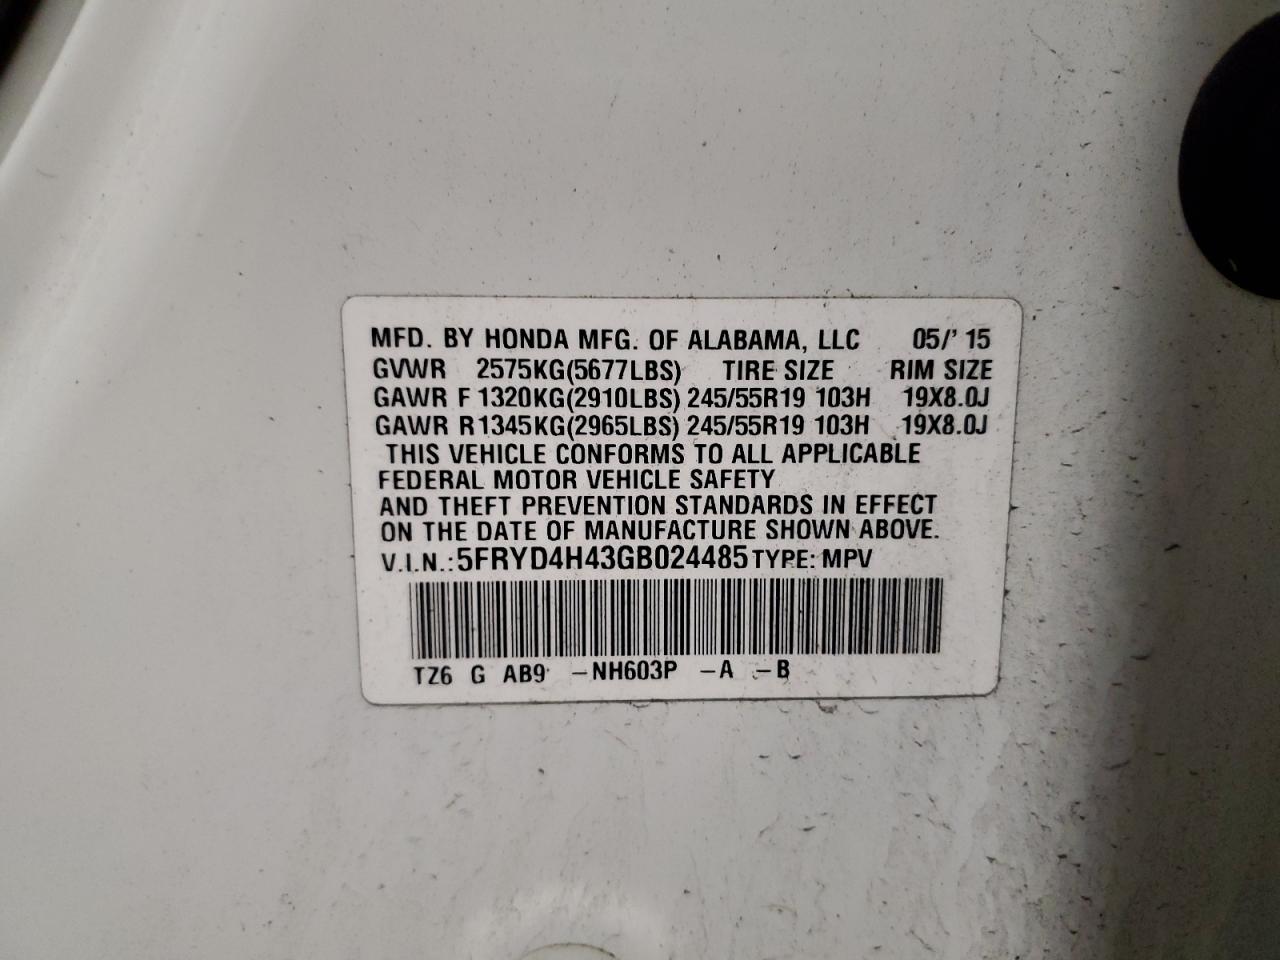 MFD. BY HONDA MFG. OF ALABAMA, LLC 05/' 15
GVWR 2575KG(5677LBS) TIRE SIZE RIM SIZE
GAWR F 1320KG(2910LBS) 245/55R19 103H 19X8.0J
GAWR R 1345KG(2965LBS) 245/55R19 103H 19X8.0J
THIS VEHICLE CONFORMS TO ALL APPLICABLE
FEDERAL MOTOR VEHICLE SAFETY
AND THEFT PREVENTION STANDARDS IN EFFECT
ON THE DATE OF MANUFACTURE SHOWN ABOVE.
V.I.N.: 5FRYD4H43GB024485 TYPE: MPV
TZ6 G AB9 -NH603P -A -B